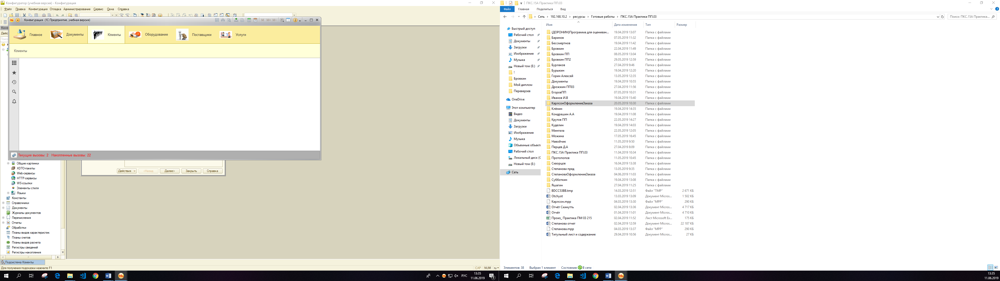 Конфигуратор (учебная версия) - Конфигурация
Файл Правка Конфигурация Отладка Администрирование Сервис Окна Справка
Конфигурация (1С:Предприятие, учебная версия)
M M+ M-
Главное Документы Клиенты Оборудование Поставщики Услуги
Клиенты
Текущие вызовы: 2 Накопленные вызовы: 22
Действия <Назад Далее> Закрыть Справка
Общие картинки
XDTO-пакеты
Web-сервисы
HTTP-сервисы
WS-ссылки
Элементы стиля
Языки
Константы
Справочники
Документы
Журналы документов
Перечисления
Отчеты
Обработки
Планы видов характеристик
Планы счетов
Планы видов расчета
Регистры сведений
Регистры накопления
Подсистема Клиенты
Для получения подсказки нажмите F1
CAP NUM ru
РУС 13:35 11.06.2019
ПКС.15А Практика ПП.03
Файл Главная Поделиться Вид
Сеть 192.168.10.2 ресурсы Готовые работы ПКС.15А Практика ПП.03
Поиск: ПКС.15А Практика...
Быстрый доступ
Рабочий стол
Документы
Загрузки
Изображения
Музыка
Новый том (E:)
!
Бровкин
Мой диплом
Переверзев
OneDrive
Этот компьютер
Видео
Документы
Загрузки
Изображения
Музыка
Объемные объект
Рабочий стол
Локальный диск (C
Новый том (E:)
Сеть
Имя Дата изменения Тип Размер
(ДОРОНИН)Программа для оцениван... 19.04.2019 13:07 Папка с файлами
Баринов 07.05.2019 11:32 Папка с файлами
Бессмертнов 19.04.2019 11:42 Папка с файлами
Бровкин 22.04.2019 11:49 Папка с файлами
Бровкин ПП 08.05.2019 13:04 Папка с файлами
Бровкин ПП2 29.05.2019 12:59 Папка с файлами
Бурлаков 27.04.2019 9:46 Папка с файлами
Бурыкин 19.04.2019 12:20 Папка с файлами
Горин Алексей 13.05.2019 12:35 Папка с файлами
Документы 19.04.2019 10:55 Папка с файлами
Дрожжин ПП03 27.04.2019 11:56 Папка с файлами
ЕгоровПП 07.05.2019 10:31 Папка с файлами
Иванов И.В 19.04.2019 15:40 Папка с файлами
КарлсонОформлениеЗаказа 20.05.2019 10:30 Папка с файлами
Клёнин 19.04.2019 14:35 Папка с файлами
Кондрашин А.А 19.04.2019 11:08 Папка с файлами
Крутов ПП 22.05.2019 14:27 Папка с файлами
Куделин 19.04.2019 14:03 Папка с файлами
Мингела 22.05.2019 12:05 Папка с файлами
Можина 17.05.2019 16:45 Папка с файлами
Навойчик 11.05.2019 9:50 Папка с файлами
Перцев Д.А 27.04.2019 8:09 Папка с файлами
ПКС.15А Практика ПП.03 11.04.2019 10:34 Папка с файлами
Протопопов 11.05.2019 10:45 Папка с файлами
Скворцов 16.04.2019 13:38 Папка с файлами
Степанова пред 13.05.2019 9:35 Папка с файлами
СтепановаОформлениеЗаказа 04.06.2019 11:03 Папка с файлами
Субботкин 19.04.2019 13:08 Папка с файлами
Яшагин 27.04.2019 11:25 Папка с файлами
BDCC53BB.tmp 14.03.2019 12:51 Файл "TMP" 2 671 КБ
Otchyot 13.03.2019 13:09 Документ Micros... 1 502 КБ
Карлсон.mpp 04.03.2019 13:30 Файл "MPP" 290 КБ
Отчёт Скинутть 02.04.2019 13:36 Документ Micros... 4 717 КБ
Отчёт 01.04.2019 11:01 Документ Micros... 4 710 КБ
Произ_ Практика ПМ 03 215 02.04.2019 11:52 Лист Microsoft Ex... 175 КБ
Степанова отчет 02.04.2019 12:59 Документ Micros... 22 187 КБ
Степанова.mpp 04.03.2019 13:37 Файл "MPP" 290 КБ
Титульный лист и содержание 29.04.2019 10:56 Документ Micros... 27 КБ
Элементов: 38 Выбран 1 элемент Состояние: В сети
13:35
11.06.2019